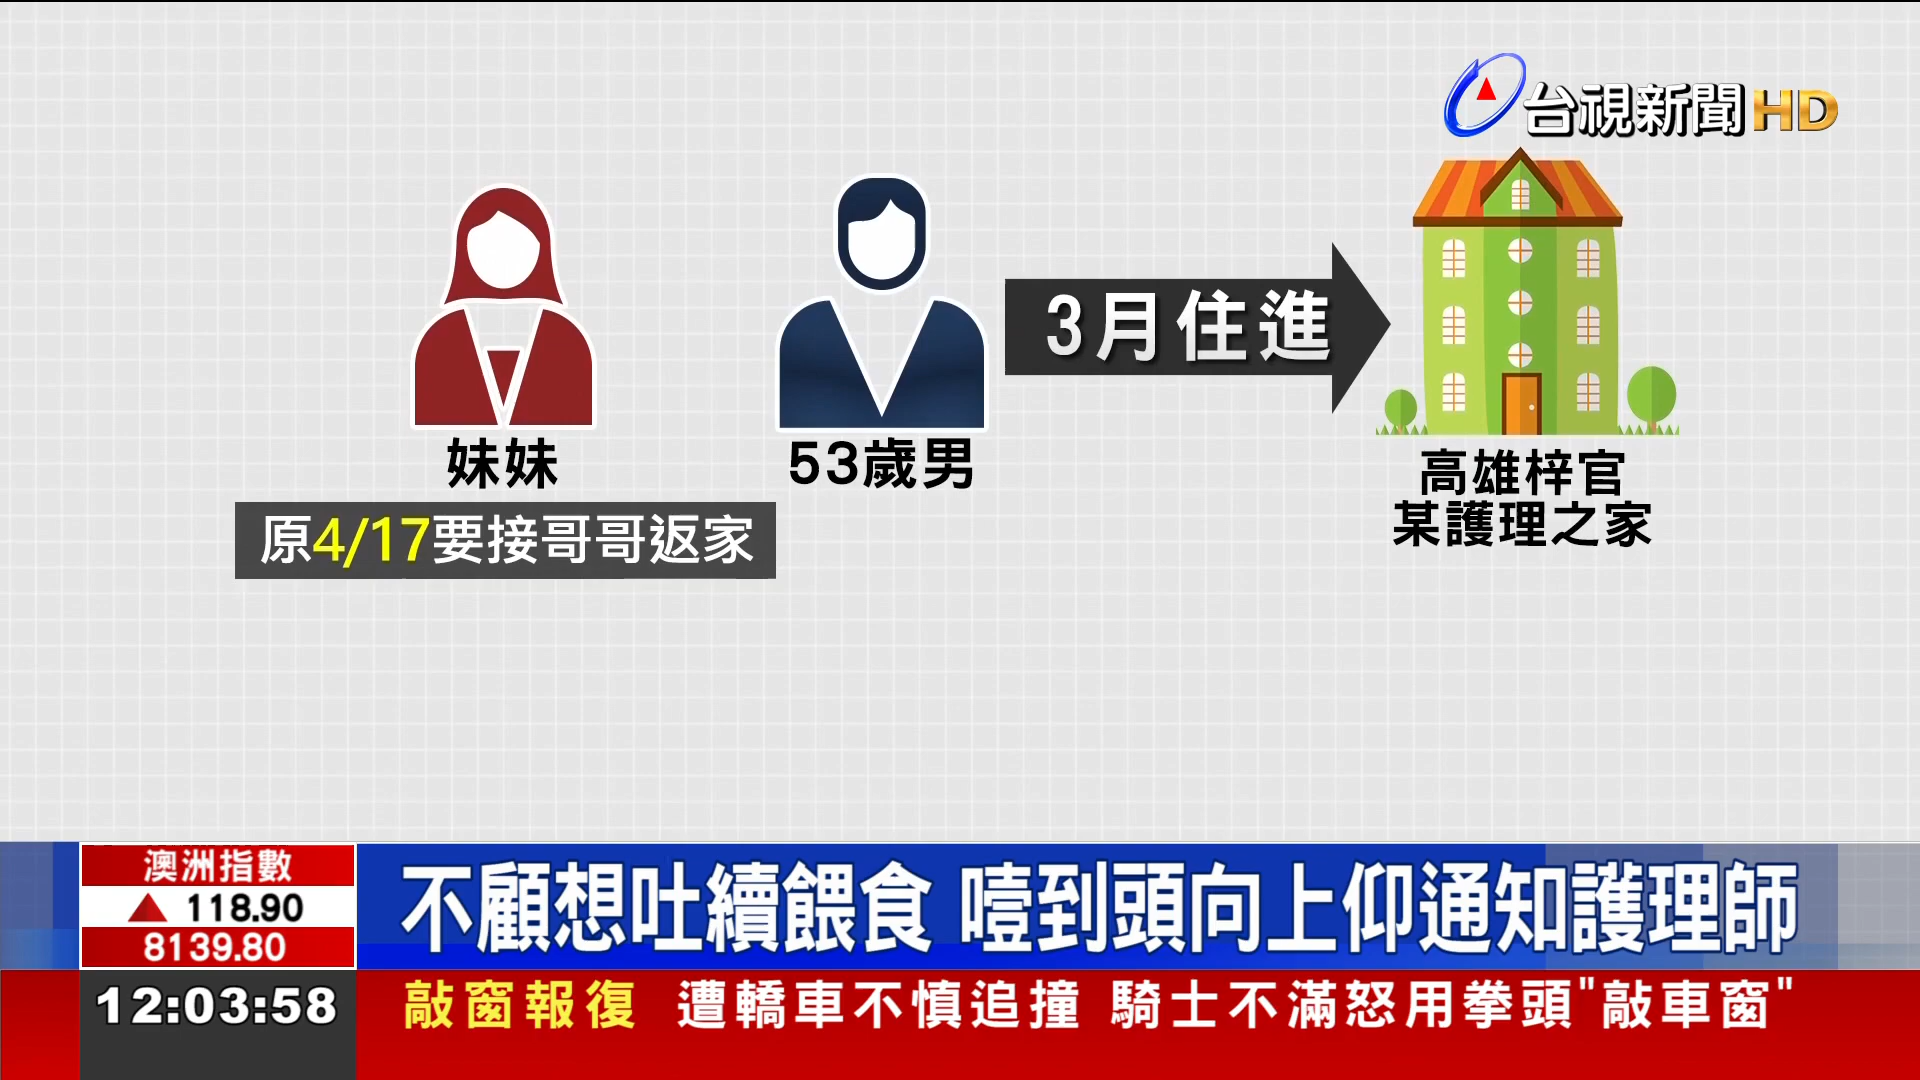 台視新聞HD
3月住進
妹妹
53歲男
高雄梓官
某護理之家
原4/17要接哥哥返家
澳洲指數
▲ 118.90
8139.80
不顧想吐續餵食 噎到頭向上仰通知護理師
12:03:58
敲窗報復 遭轎車不慎追撞 騎士不滿怒用拳頭"敲車窗"